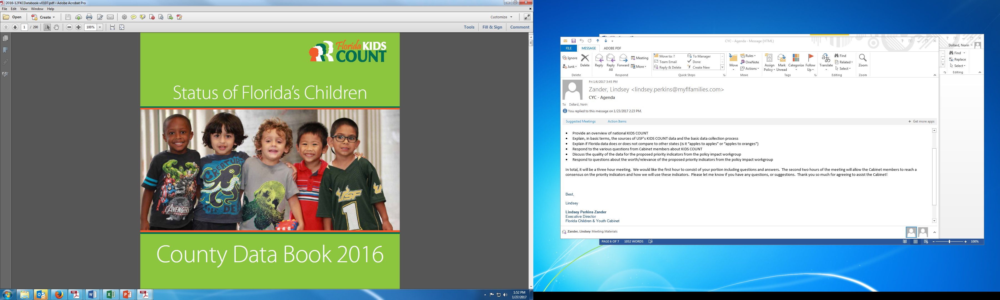 2016-12FKCDatabook-v0107.pdf - Adobe Acrobat Pro
File Edit View Window Help
Open Create Customize
1 / 290 100% Tools Fill & Sign Comment
Florida KIDS
COUNT
Status of Florida's Children
CREATURE
AVENGERS
USF
1
County Data Book 2016
1:52 PM
1/27/2017
CYC - Agenda - Message (HTML)
FILE MESSAGE ADOBE PDF
Dollard, Norin
Ignore
Junk
Delete
Reply
Reply All
Forward
Meeting
More
Move to: ?
Team Email
Reply & Delete
To Manager
Done
Create New
Move
Rules
OneNote
Actions
Assign Policy
Mark Unread
Categorize
Follow Up
Translate
Find
Related
Select
Zoom
Find
Replace
Select
Delete Respond Quick Steps Move Tags Editing Zoom Editing
Fri 1/6/2017 3:45 PM
Zander, Lindsey <lindsey.perkins@myflfamilies.com>
CYC - Agenda
To Dollard, Norin
You replied to this message on 1/23/2017 2:23 PM.
Suggested Meetings Action Items + Get more apps
• Provide an overview of national KIDS COUNT
• Explain, in basic terms, the sources of USF's KIDS COUNT data and the basic data collection process
• Explain if Florida data does or does not compare to other states (is it "apples to apples" or "apples to oranges")
• Respond to the various questions from Cabinet members about KIDS COUNT
• Discuss the quality of the data for the proposed priority indicators from the policy impact workgroup
• Respond to questions about the worth/relevance of the proposed priority indicators from the policy impact workgroup
In total, it will be a three hour meeting. We would like the first hour to consist of your portion including questions and answers. The second two hours of the meeting will allow the Cabinet members to reach a
consensus on the priority indicators and how we will use these indicators. Please let me know if you have any questions, or suggestions. Thank you so much for agreeing to assist the Cabinet!
Best,
Lindsey
Lindsey Perkins Zander
Executive Director
Florida Children & Youth Cabinet
Zander, Lindsey Meeting Materials
PAGE 6 OF 7 1052 WORDS 100%